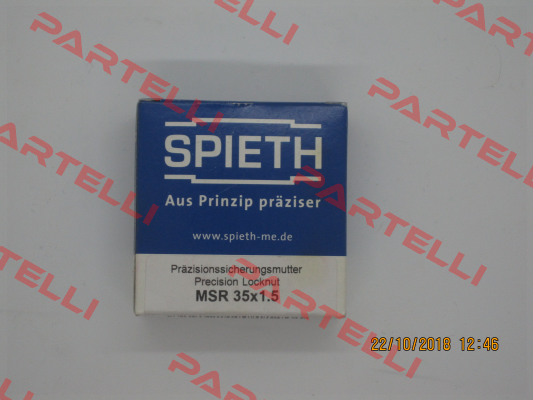 PARTELLI
PARTELLI
SPIETH
Aus Prinzip präziser
www.spieth-me.de
Präzisionssicherungsmutter
Precision Locknut
MSR 35x1.5
PARTELLI
PARTELLI
22/10/2018 12:46
PARTELLI
PARTELLI